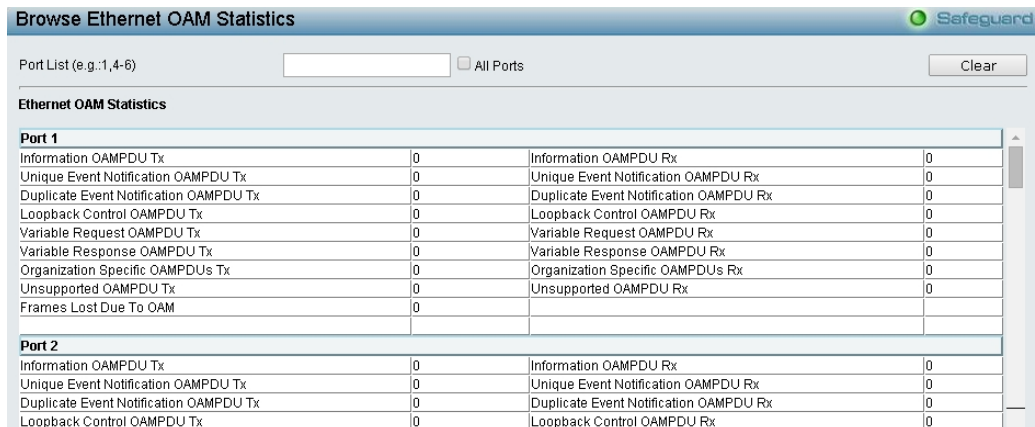 Browse Ethernet OAM Statistics Safeguard
Port List (e.g.:1,4-6) All Ports Clear
Ethernet OAM Statistics
Port 1
Information OAMPDU Tx 0 Information OAMPDU Rx 0
Unique Event Notification OAMPDU Tx 0 Unique Event Notification OAMPDU Rx 0
Duplicate Event Notification OAMPDU Tx 0 Duplicate Event Notification OAMPDU Rx 0
Loopback Control OAMPDU Tx 0 Loopback Control OAMPDU Rx 0
Variable Request OAMPDU Tx 0 Variable Request OAMPDU Rx 0
Variable Response OAMPDU Tx 0 Variable Response OAMPDU Rx 0
Organization Specific OAMPDUs Tx 0 Organization Specific OAMPDUs Rx 0
Unsupported OAMPDU Tx 0 Unsupported OAMPDU Rx 0
Frames Lost Due To OAM 0
Port 2
Information OAMPDU Tx 0 Information OAMPDU Rx 0
Unique Event Notification OAMPDU Tx 0 Unique Event Notification OAMPDU Rx 0
Duplicate Event Notification OAMPDU Tx 0 Duplicate Event Notification OAMPDU Rx 0
Loopback Control OAMPDU Tx 0 Loopback Control OAMPDU Rx 0